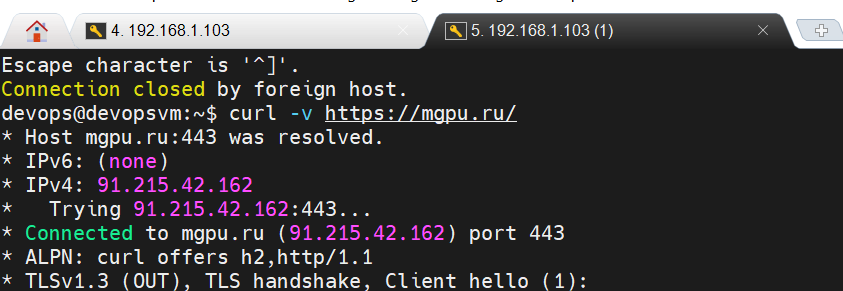 4. 192.168.1.103
5. 192.168.1.103 (1)
Escape character is '^]'.
Connection closed by foreign host.
devops@devopsvm:~$ curl -v https://mgpu.ru/
* Host mgpu.ru:443 was resolved.
* IPv6: (none)
* IPv4: 91.215.42.162
*   Trying 91.215.42.162:443...
* Connected to mgpu.ru (91.215.42.162) port 443
* ALPN: curl offers h2,http/1.1
* TLSv1.3 (OUT), TLS handshake, Client hello (1):